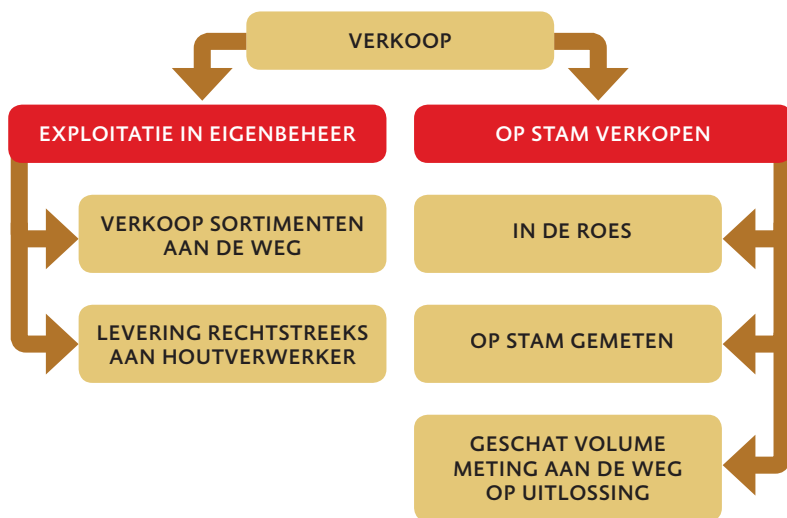 VERKOOP
EXPLOITATIE IN EIGENBEHEER
OP STAM VERKOPEN
VERKOOP SORTIMENTEN
AAN DE WEG
IN DE ROES
LEVERING RECHTSTREEKS
AAN HOUTVERWERKER
OP STAM GEMETEN
GESCHAT VOLUME
METING AAN DE WEG
OP UITLOSSING